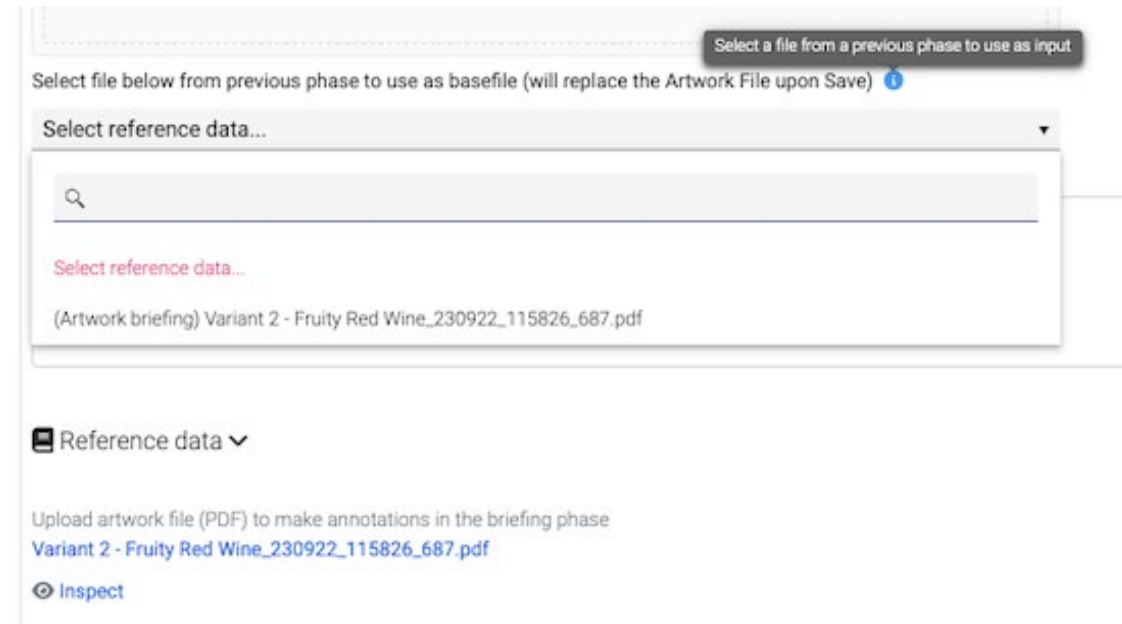 Select a file from a previous phase to use as input
Select file below from previous phase to use as basefile (will replace the Artwork File upon Save)
Select reference data...
Select reference data...
(Artwork briefing) Variant 2 - Fruity Red Wine_230922_115826_687.pdf
Reference data
Upload artwork file (PDF) to make annotations in the briefing phase
Variant 2 - Fruity Red Wine_230922_115826_687.pdf
Inspect